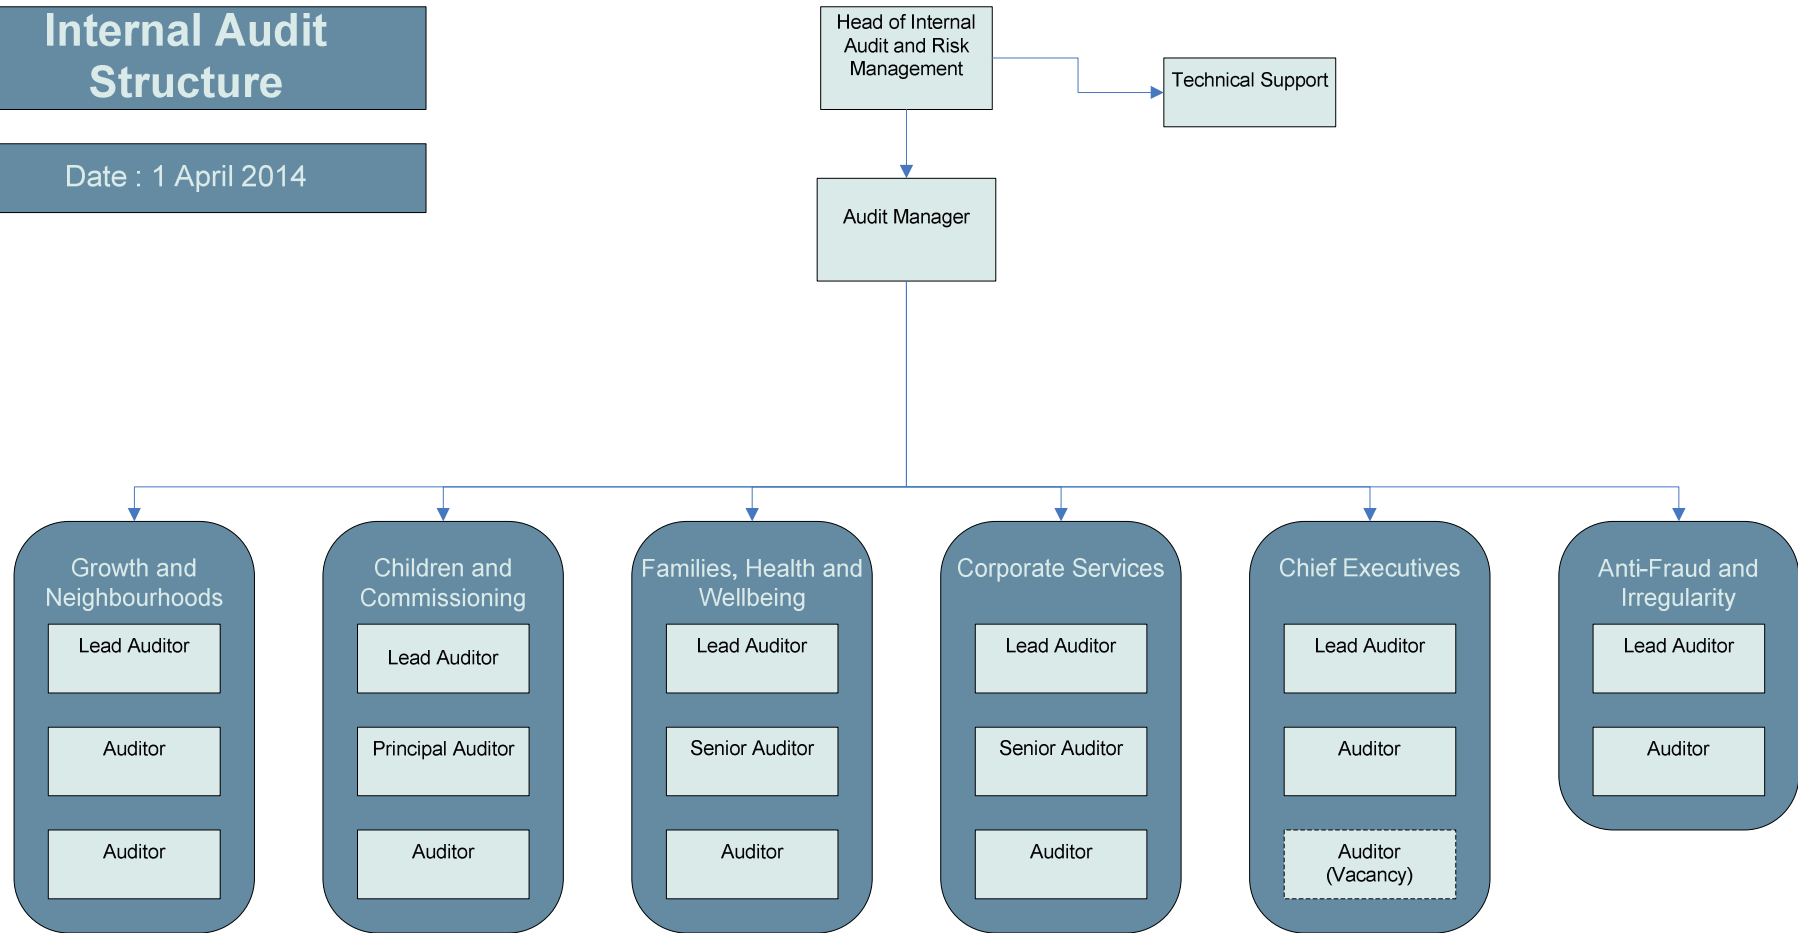 Internal Audit
Structure
Date : 1 April 2014
Head of Internal
Audit and Risk
Management
Technical Support
Audit Manager
Growth and
Neighbourhoods
Lead Auditor
Auditor
Auditor
Children and
Commissioning
Lead Auditor
Principal Auditor
Auditor
Families, Health and
Wellbeing
Lead Auditor
Senior Auditor
Auditor
Corporate Services
Lead Auditor
Senior Auditor
Auditor
Chief Executives
Lead Auditor
Auditor
Auditor
(Vacancy)
Anti-Fraud and
Irregularity
Lead Auditor
Auditor